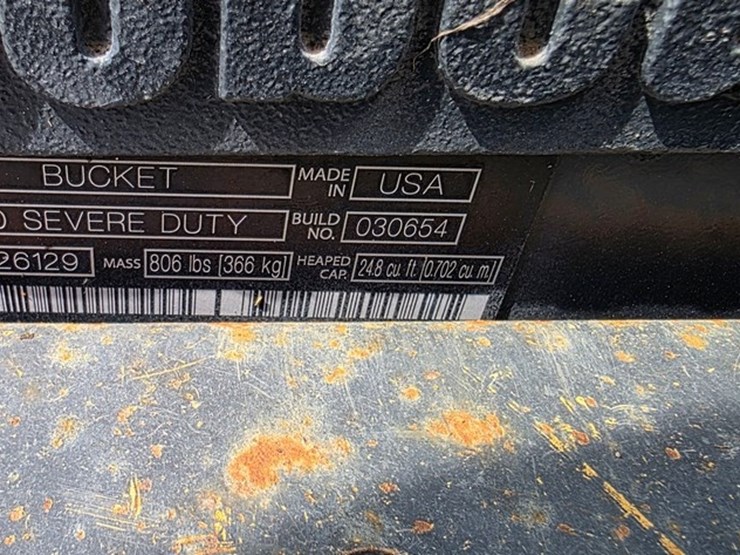 BUCKET MADE IN USA
SEVERE DUTY BUILD NO. 030654
26129 MASS 806 lbs [366 kg] HEAPED CAP. 24.8 cu. ft. [0.702 cu. m]